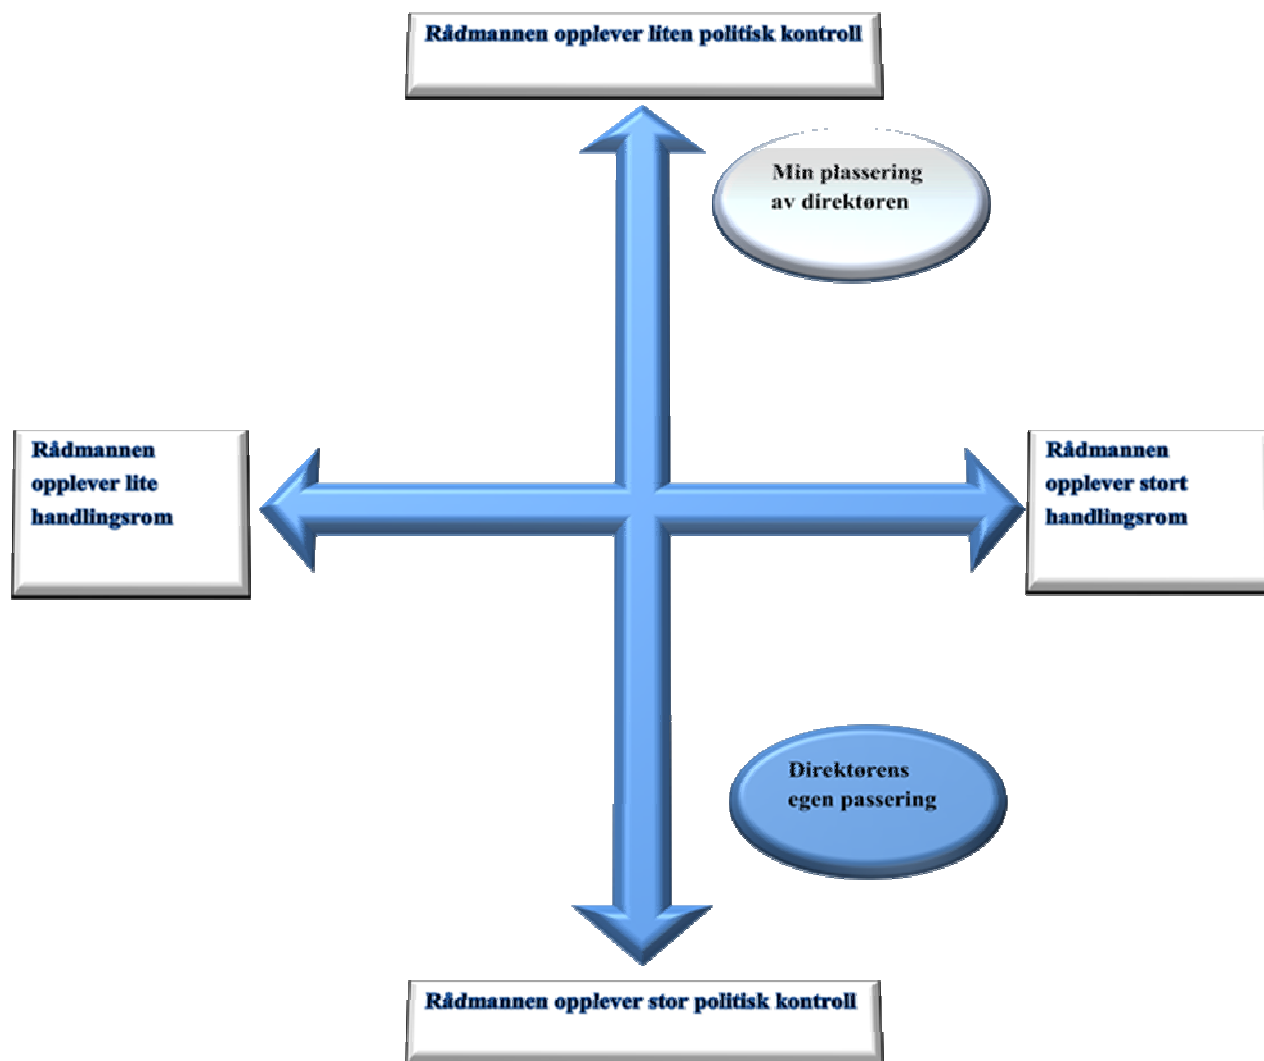 Rådmannen opplever liten politisk kontroll
Min plassering
av direktøren
Rådmannen
opplever lite
handlingsrom
Rådmannen
opplever stort
handlingsrom
Direktørens
egen passering
Rådmannen opplever stor politisk kontroll